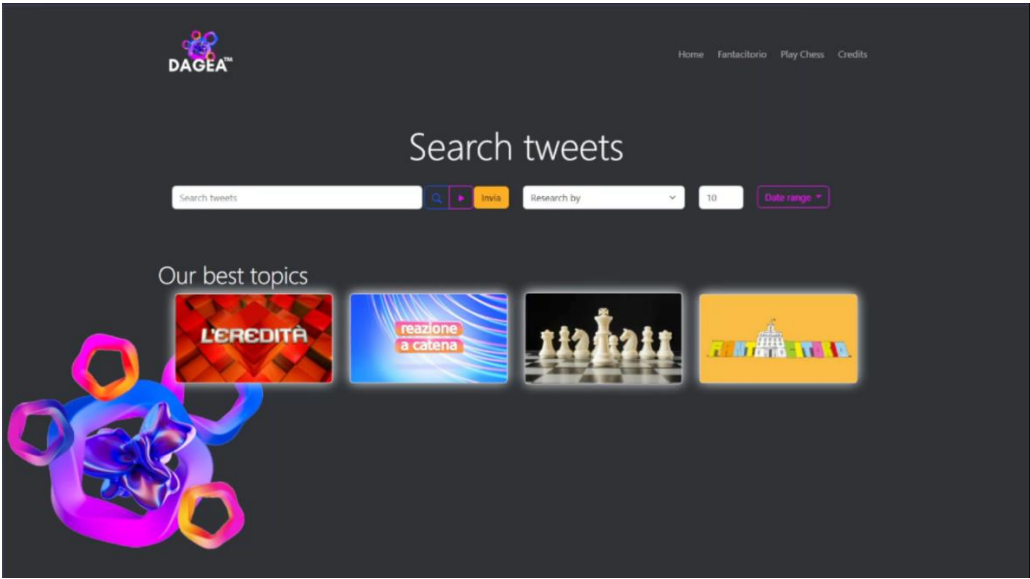 DAGEA™
Home Fantacitorio Play Chess Credits
Search tweets
Search tweets Invia Research by 10 Date range
Our best topics
L'EREDITÀ
reazione
a catena
FANTACITORIO